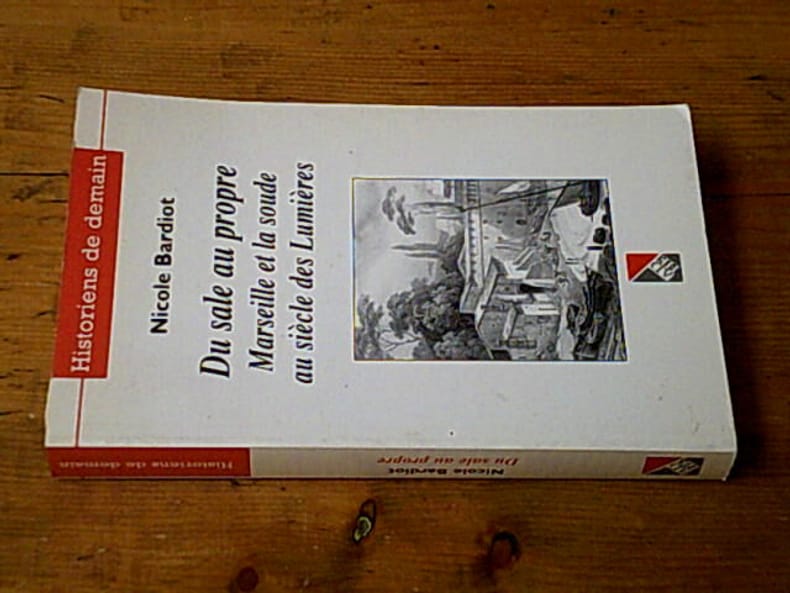 Historiens de demain
Nicole Bardiot
Du sale au propre
Marseille et la soude
au siècle des Lumières
Historiens de demain
Nicole Bardiot
Du sale au propre